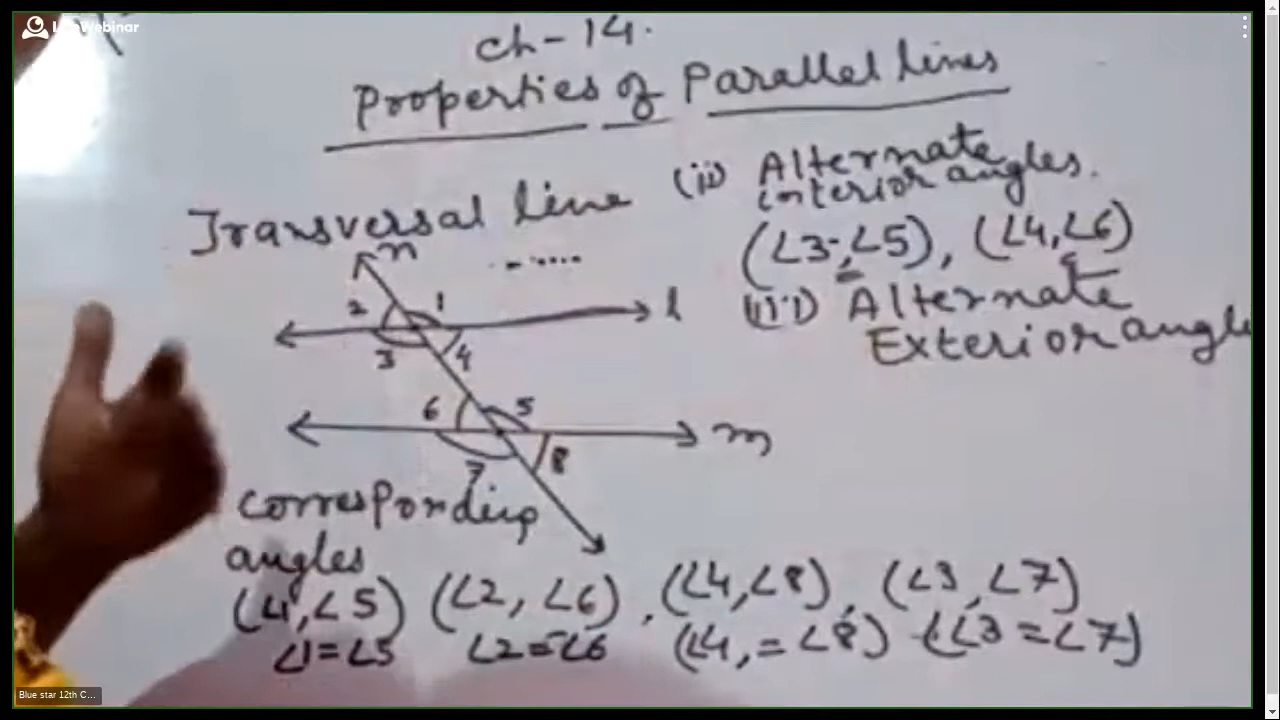 Ch-14.
Properties of Parallel lines
Transversal line
(ii) Alternate
interior angles.
(∠3,∠5), (∠4,∠6)
(iii) Alternate
Exterior angle
n
2 1
l
3 4
6 5
m
7 8
corresponding
angles
(∠1,∠5) (∠2, ∠6), (∠4,∠8), (∠3,∠7)
∠1=∠5 ∠2=∠6 (∠4,=∠8) (∠3=∠7)
Blue star 12th C...